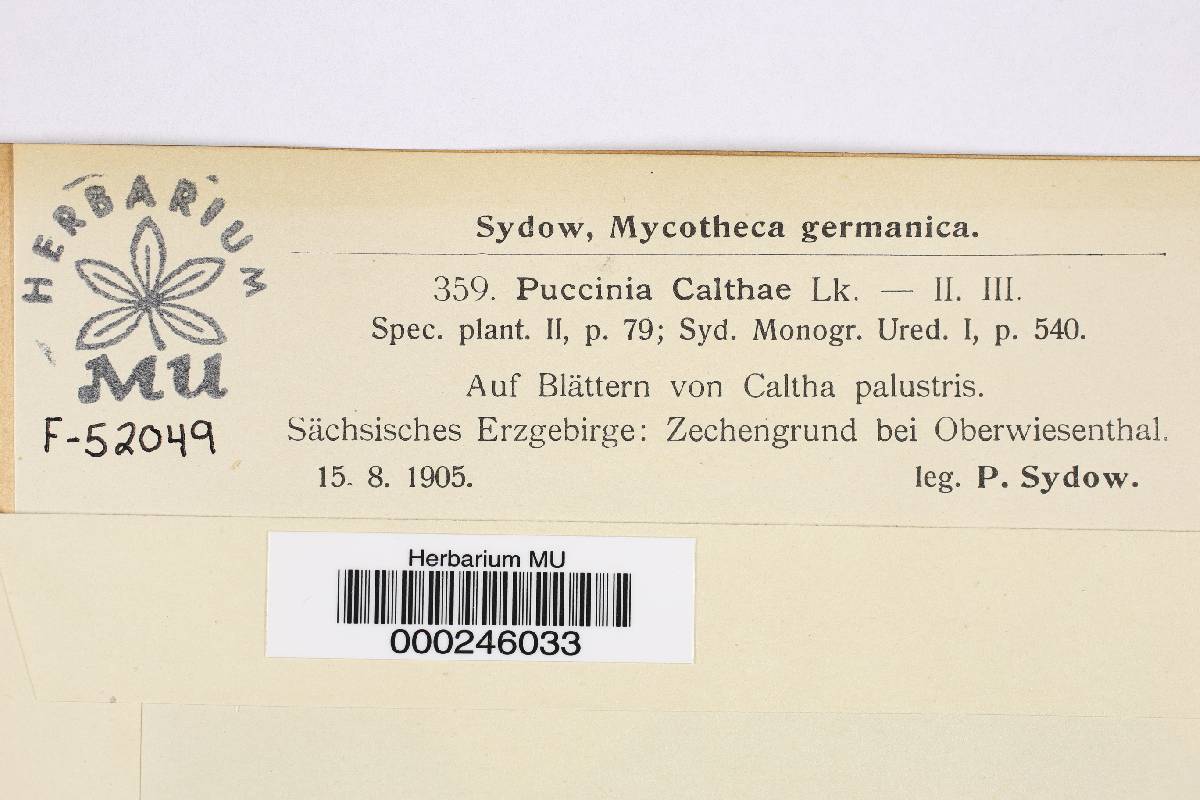 HERBARIUM
MU
F-52049
Sydow, Mycotheca germanica.
359. Puccinia Calthae Lk. — II. III.
Spec. plant. II, p. 79; Syd. Monogr. Ured. I, p. 540.
Auf Blättern von Caltha palustris.
Sächsisches Erzgebirge: Zechengrund bei Oberwiesenthal.
15. 8. 1905. leg. P. Sydow.
Herbarium MU
000246033